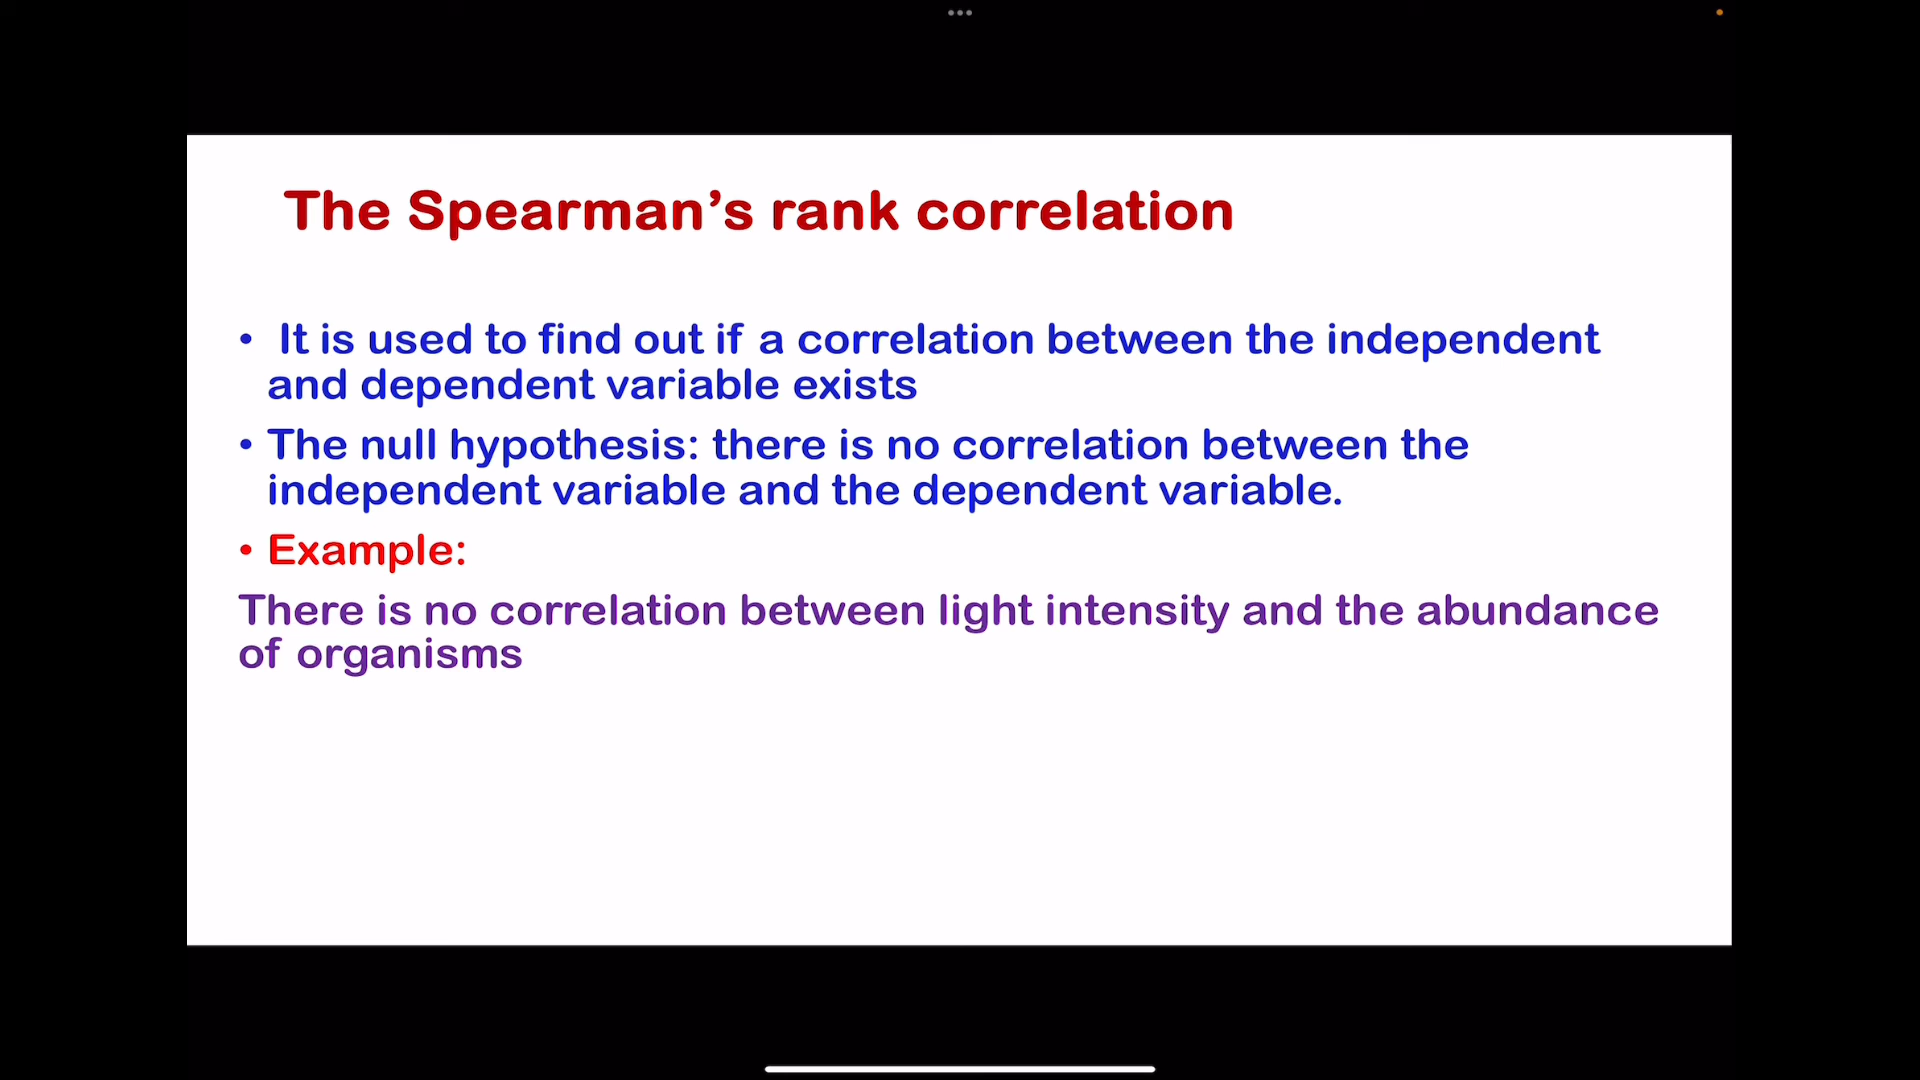 The Spearman’s rank correlation
• It is used to find out if a correlation between the independent
and dependent variable exists
• The null hypothesis: there is no correlation between the
independent variable and the dependent variable.
• Example:
There is no correlation between light intensity and the abundance
of organisms